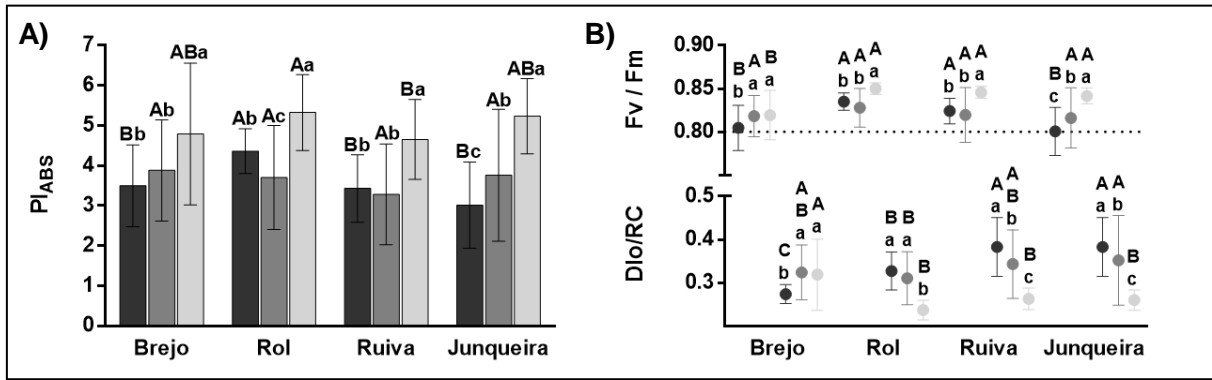 A)
PI_ABS
7
6
5
4
3
2
1
0
Bb Ab ABa
Ab Ac Aa
Bb Ab Ba
Bc Ab ABa
Brejo Rol Ruiva Junqueira
B)
Fv / Fm
0.90
0.85
0.80
B A B
b a a
A A A
b b a
A A A
b b a
B A A
c b a
DIo/RC
0.5
0.4
0.3
C A A
b B a
a
B B B
a a b
A A B
a B c
b
A A B
a b c
Brejo Rol Ruiva Junqueira